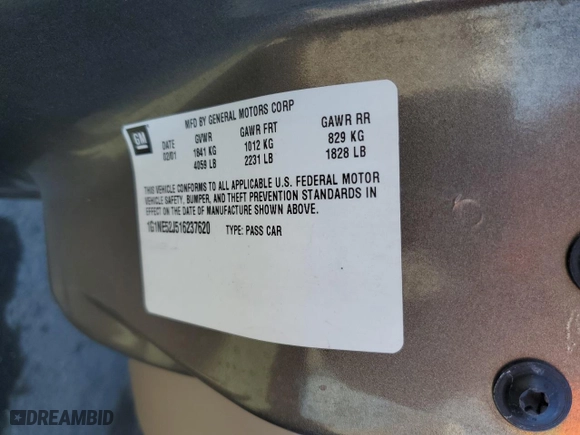 MFD BY GENERAL MOTORS CORP
GM
DATE GVWR GAWR FRT GAWR RR
02/01 1841 KG 1012 KG 829 KG
4059 LB 2231 LB 1828 LB
THIS VEHICLE CONFORMS TO ALL APPLICABLE U.S. FEDERAL MOTOR
VEHICLE SAFETY, BUMPER, AND THEFT PREVENTION STANDARDS IN
EFFECT ON THE DATE OF MANUFACTURE SHOWN ABOVE.
1G1NE52J516237620 TYPE: PASS CAR
5
DREAMBID